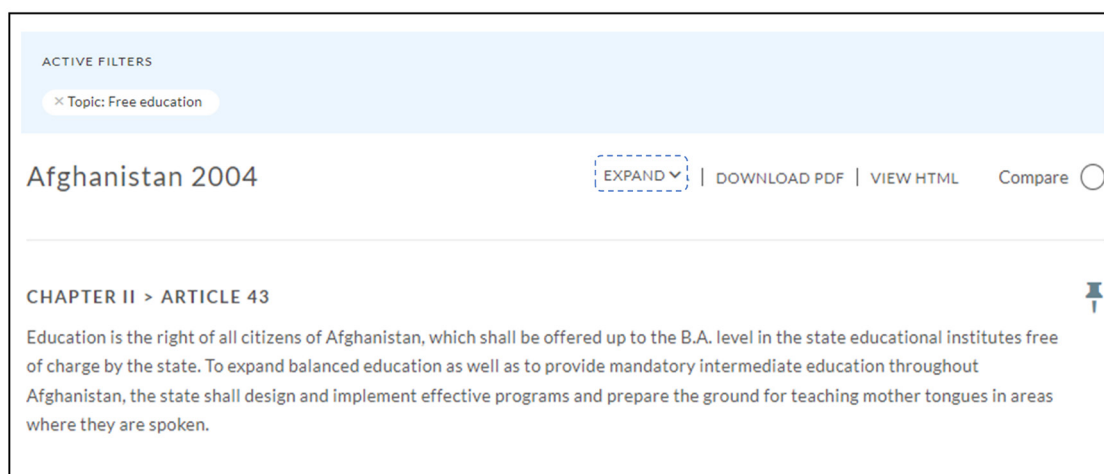 ACTIVE FILTERS
× Topic: Free education
Afghanistan 2004 EXPAND | DOWNLOAD PDF | VIEW HTML Compare
CHAPTER II > ARTICLE 43
Education is the right of all citizens of Afghanistan, which shall be offered up to the B.A. level in the state educational institutes free
of charge by the state. To expand balanced education as well as to provide mandatory intermediate education throughout
Afghanistan, the state shall design and implement effective programs and prepare the ground for teaching mother tongues in areas
where they are spoken.